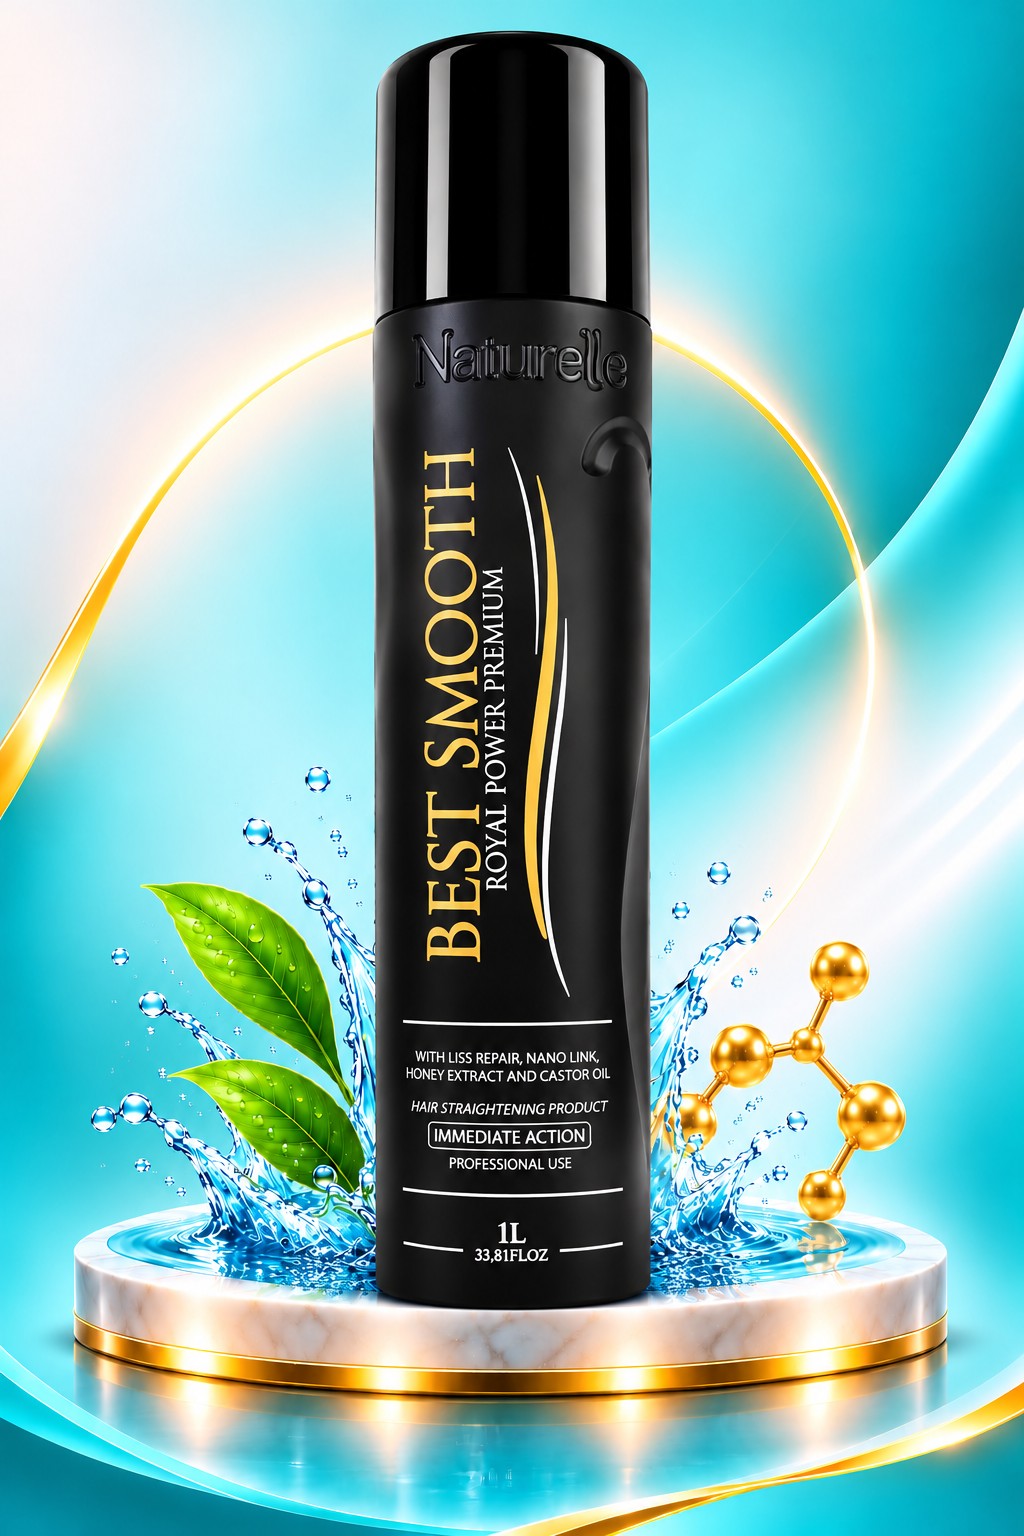 Naturelle
BEST SMOOTH
ROYAL POWER PREMIUM
WITH LISS REPAIR, NANO LINK,
HONEY EXTRACT AND CASTOR OIL
HAIR STRAIGHTENING PRODUCT
IMMEDIATE ACTION
PROFESSIONAL USE
1L
33,81FLOZ